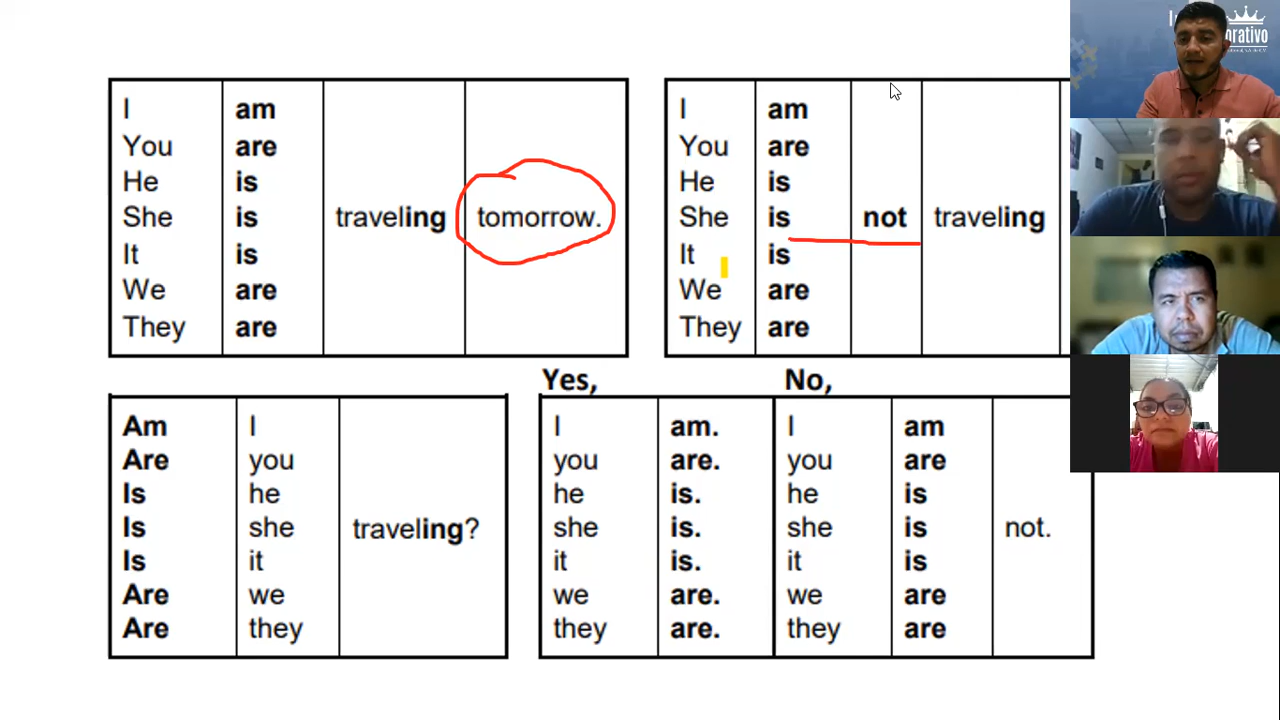 I am
You are
He is
She is traveling tomorrow.
It is
We are
They are
I am
You are
He is
She is not traveling
It is
We are
They are
Am I
Are you
Is he
Is she traveling?
Is it
Are we
Are they
Yes, No,
I am. I am
you are. you are
he is. he is
she is. she is not.
it is. it is
we are. we are
they are. they are